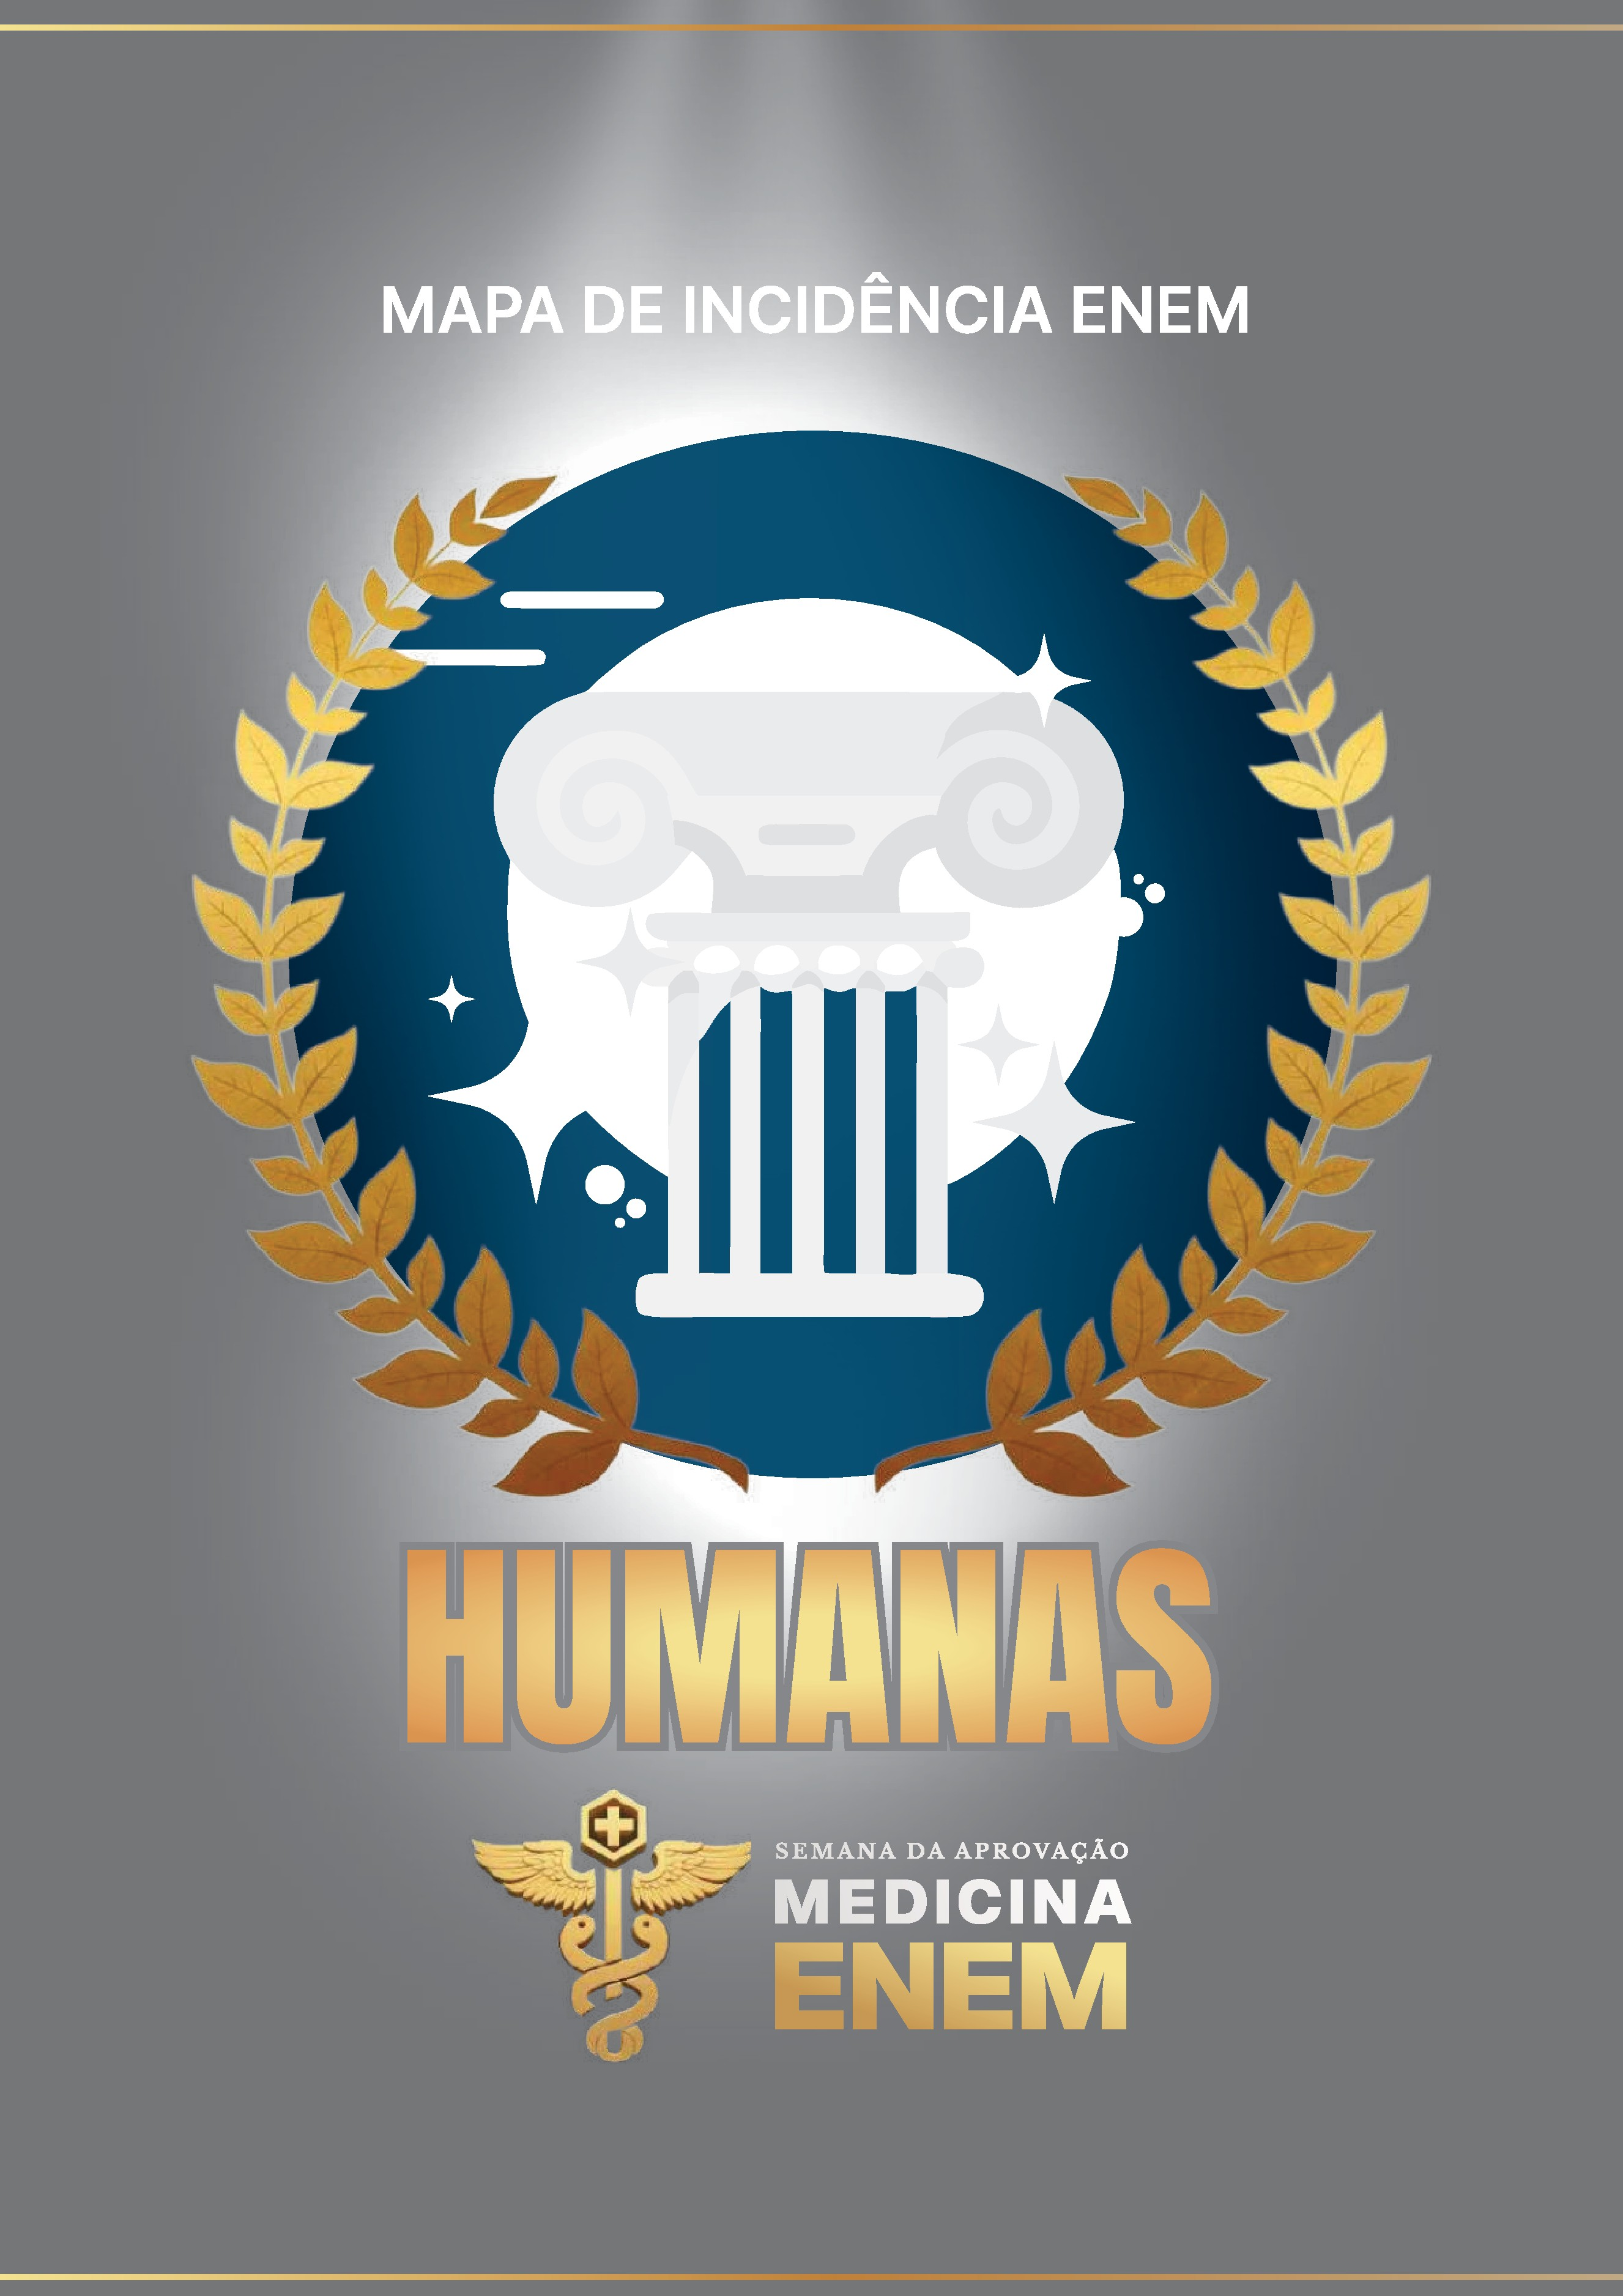 MAPA DE INCIDÊNCIA ENEM
HUMANAS
SEMANA DA APROVAÇÃO
MEDICINA
ENEM